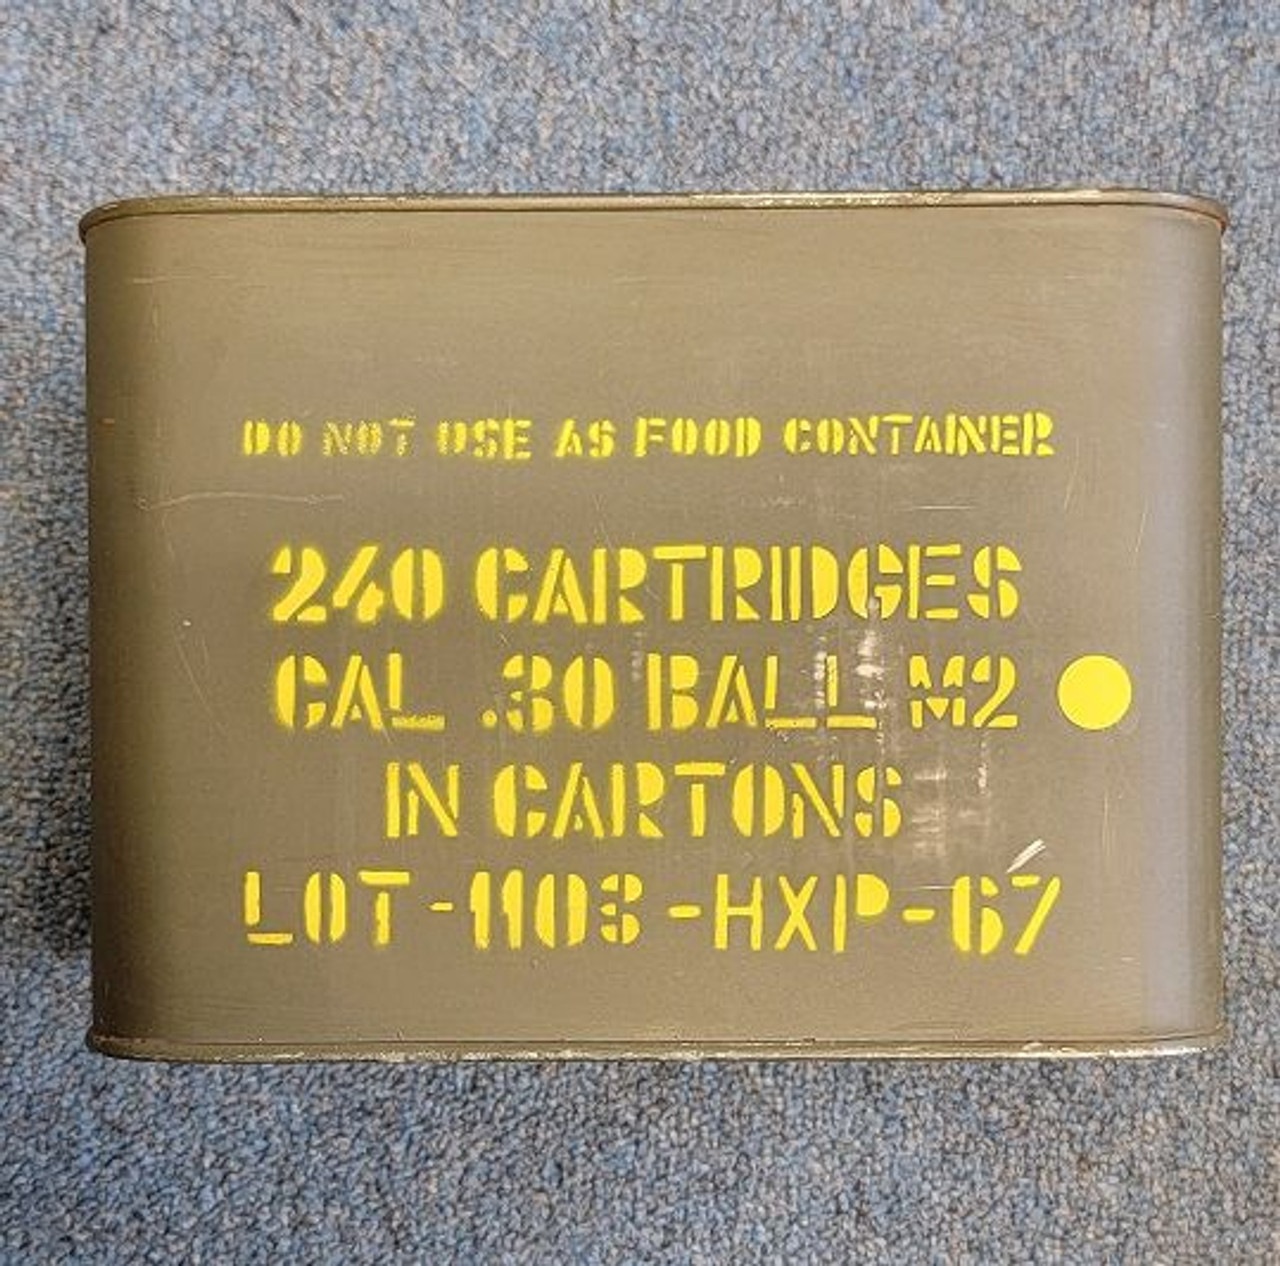 DO NOT USE AS FOOD CONTAINER
240 CARTRIDGES
CAL .30 BALL M2
IN CARTONS
LOT-1103-HXP-67